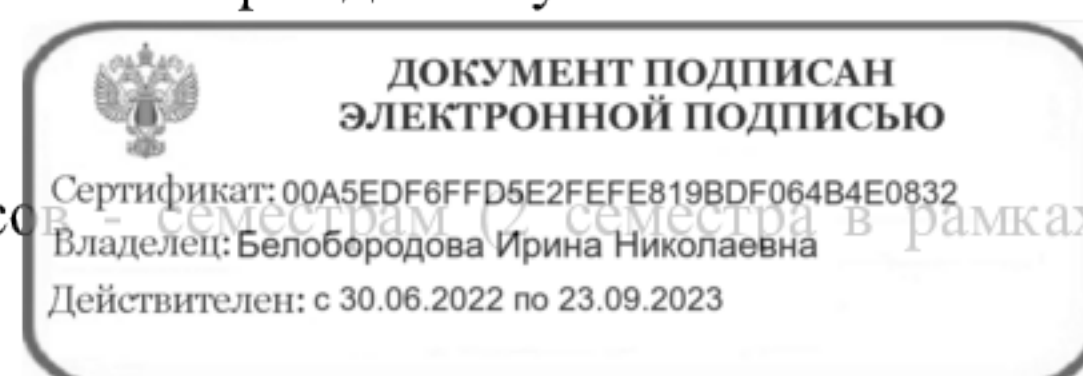 ДОКУМЕНТ ПОДПИСАН
ЭЛЕКТРОННОЙ ПОДПИСЬЮ
Сертификат: 00A5EDF6FFD5E2FEFE819BDF064B4E0832
- семестрам (2 семестра в рамках
Владелец: Белобородова Ирина Николаевна
Действителен: с 30.06.2022 по 23.09.2023